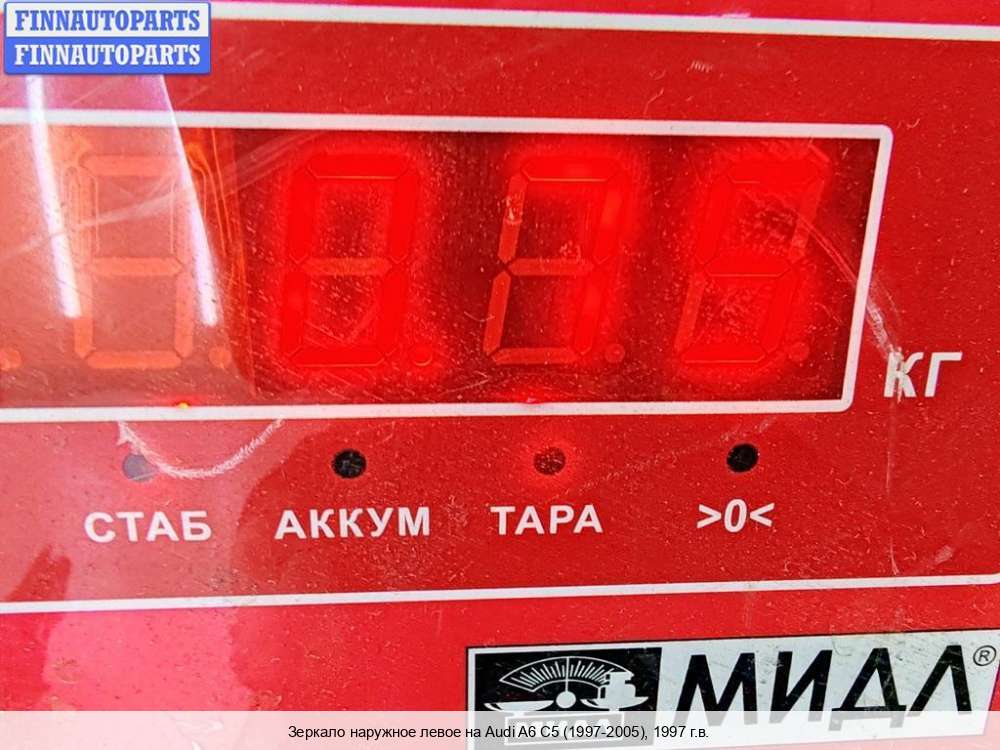 FINNAUTOPARTS
FINNAUTOPARTS
0.75
КГ
СТАБ АККУМ ТАРА >0<
МИДЛ®
Зеркало наружное левое на Audi A6 C5 (1997-2005), 1997 г.в.